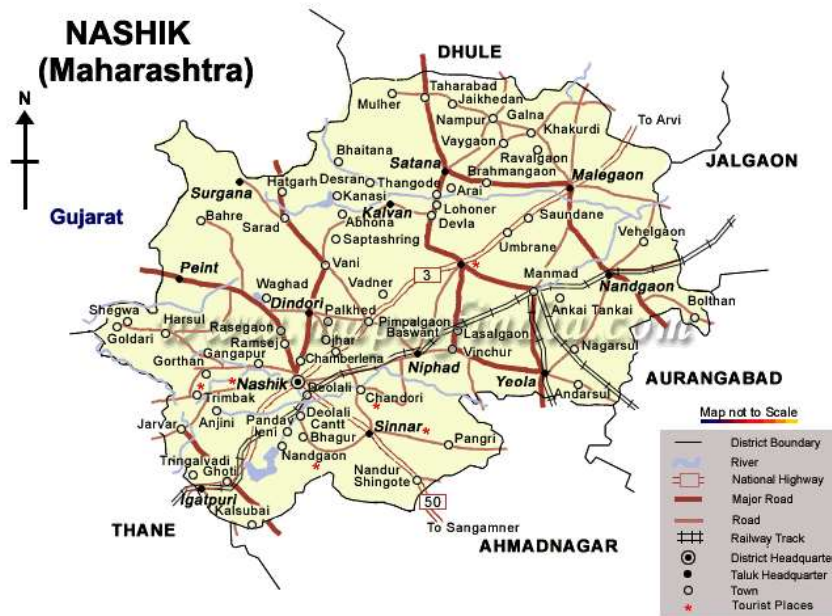 NASHIK
(Maharashtra)
DHULE
N
Taharabad
Jaikhedan
Mulher
Nampur
Galna
Khakurdi
To Arvi
Vaygaon
Ravalgaon
JALGAON
Bhaitana
Satana
Brahmangaon
Malegaon
Surgana
Hatgarh
Desran
Thangode
Arai
Kanasi
Gujarat
Bahre
Sarad
Abhona
Kalvan
Lohoner
Devla
Saundane
Umbrane
Vehelgaon
Saptashring
Peint
Vani
3
Manmad
Nandgaon
Waghad
Vadner
Bolthan
Dindori
Palkhed
Ankai
Tankai
Shegwa
Harsul
Goldari
Rasegaon
Pimpalgaon
Baswant
Lasalgaon
Ramsej
Jhar
Nagarsul
Gorthan
Gangapur
Chamberlena
Niphad
Vinchur
Yeola
AURANGABAD
Nashik
Deolali
Chandori
Andarsul
Trimbak
Map not to Scale
Anjini
Pandav
leni
Deolali
Cantt
Jarvar
Bhagur
Sinnar
Pangri
District Boundary
River
Tringalvadi
Nandgaon
National Highway
Ghoti
Nandur
Shingote
Major Road
Igatpuri
50
Road
Kalsubai
Railway Track
THANE
To Sangamner
District Headquarter
AHMADNAGAR
Taluk Headquarter
Town
Tourist Places